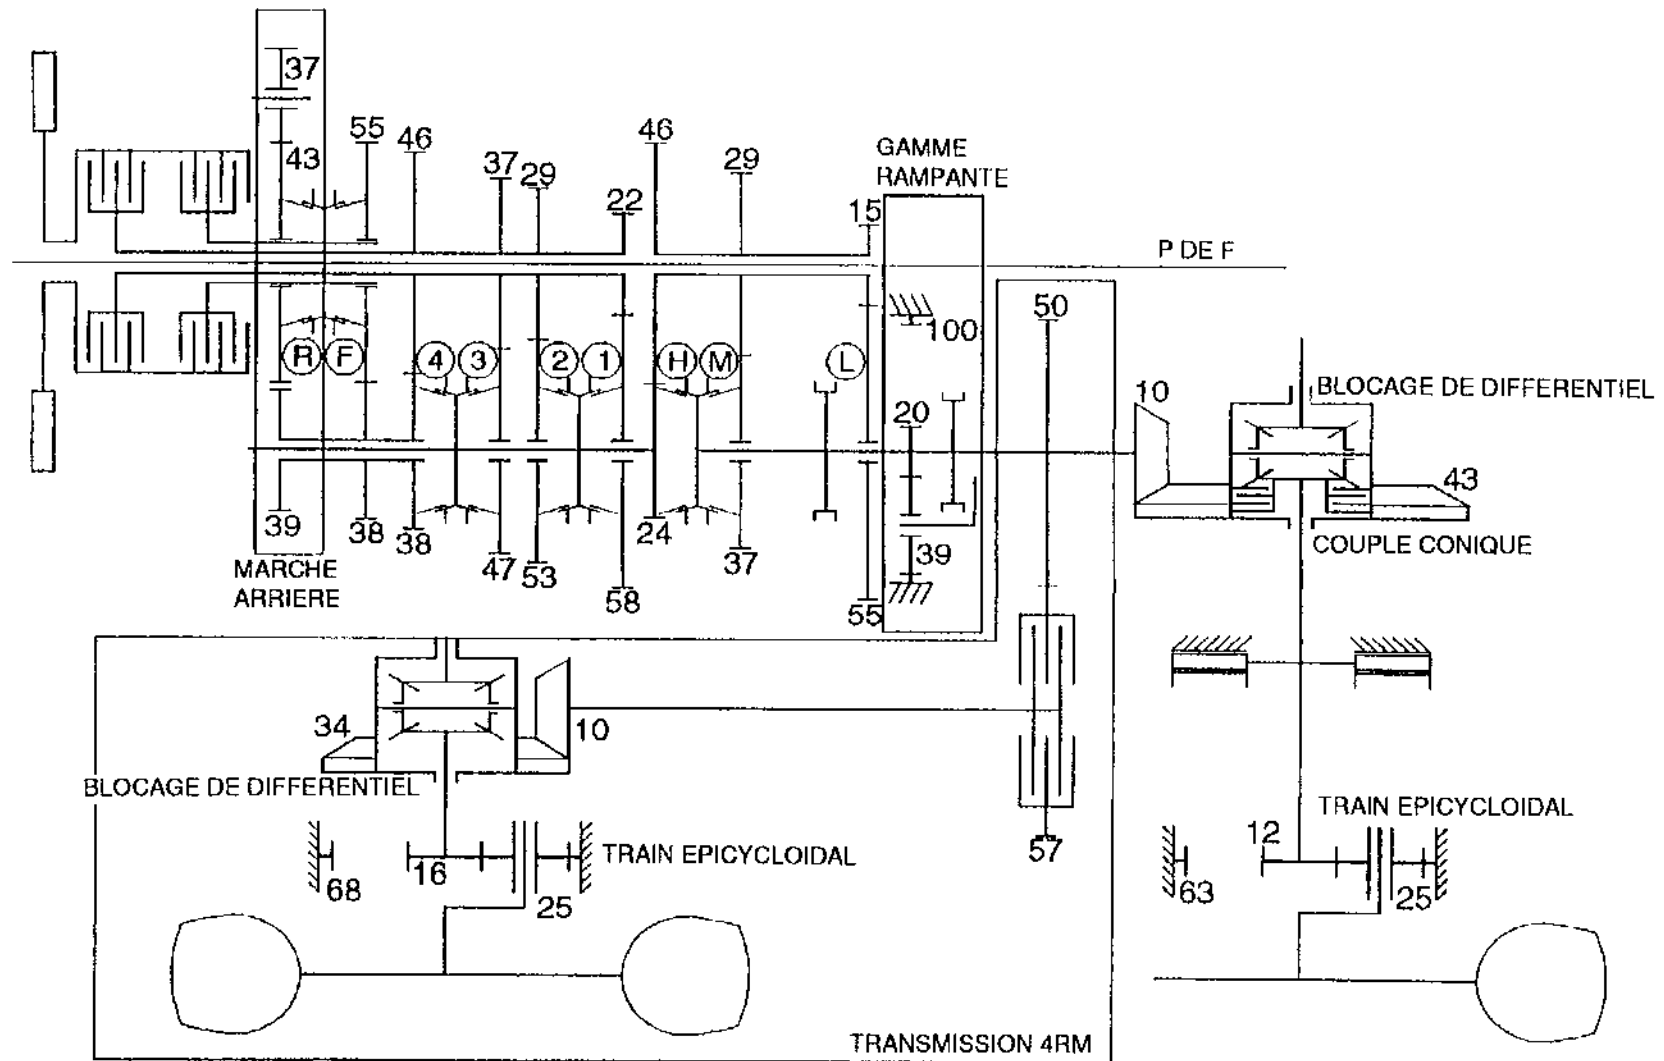 37
55
46
46
43
37
29
29
22
15
GAMME
RAMPANTE
P DE F
50
100
R
F
4
3
2
1
H
M
L
10
BLOCAGE DE DIFFERENTIEL
20
43
39
38
38
47
53
58
24
37
55
39
COUPLE CONIQUE
MARCHE
ARRIERE
34
10
BLOCAGE DE DIFFERENTIEL
TRAIN EPICYCLOIDAL
12
57
TRAIN EPICYCLOIDAL
68
16
25
63
25
TRANSMISSION 4RM